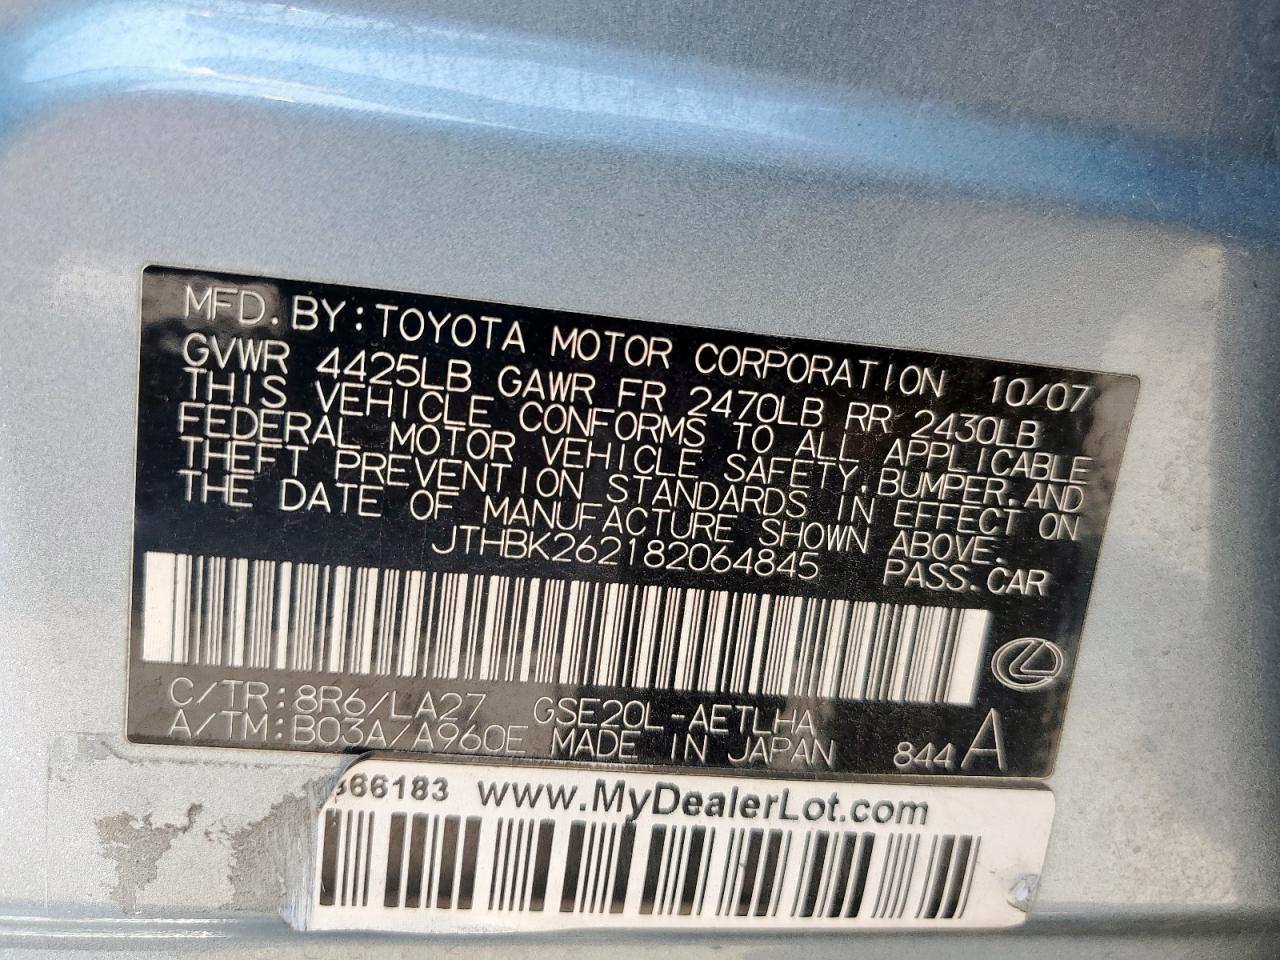 MFD. BY: TOYOTA MOTOR CORPORATION 10/07
GVWR 4425LB GAWR FR 2470LB RR 2430LB
THIS VEHICLE CONFORMS TO ALL APPLICABLE
FEDERAL MOTOR VEHICLE SAFETY, BUMPER, AND
THEFT PREVENTION STANDARDS IN EFFECT ON
THE DATE OF MANUFACTURE SHOWN ABOVE.
JTHBK262182064845 PASS. CAR
C/TR: 8R6/LA27 GSE20L-AETLHA
A/TM: B03A/A960E MADE IN JAPAN 844 A
66183 www.MyDealerLot.com